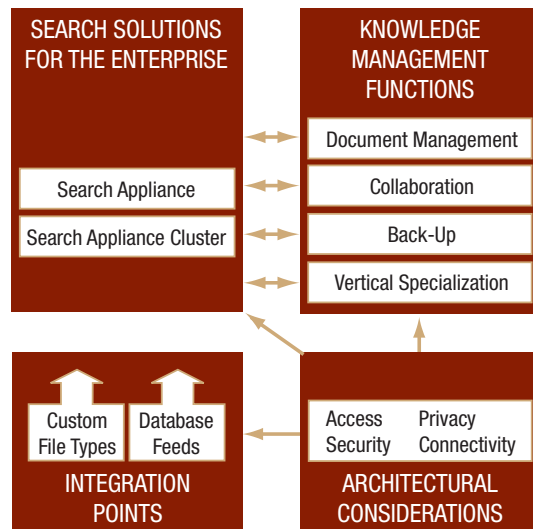 SEARCH SOLUTIONS
FOR THE ENTERPRISE
Search Appliance
Search Appliance Cluster
KNOWLEDGE
MANAGEMENT
FUNCTIONS
Document Management
Collaboration
Back-Up
Vertical Specialization
Custom
File Types
Database
Feeds
INTEGRATION
POINTS
Access Privacy
Security Connectivity
ARCHITECTURAL
CONSIDERATIONS